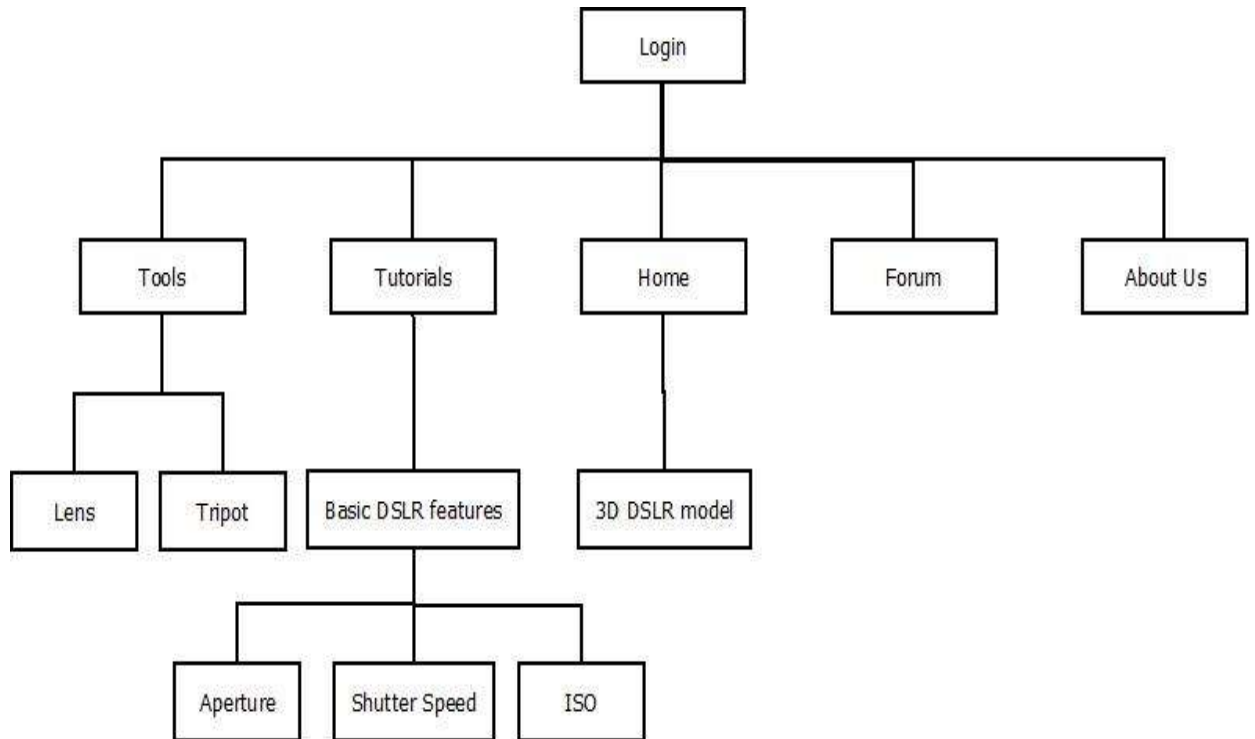 Login
Tools
Tutorials
Home
Forum
About Us
Lens
Tripot
Basic DSLR features
3D DSLR model
Aperture
Shutter Speed
ISO